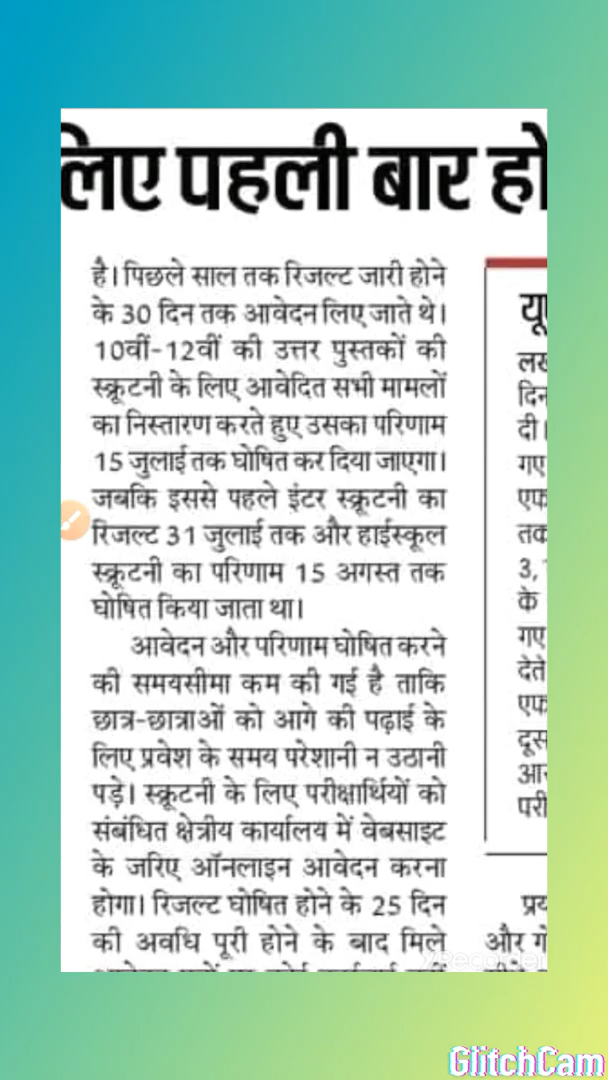 लिए पहली बार हो
है। पिछले साल तक रिजल्ट जारी होने
के 30 दिन तक आवेदन लिए जाते थे।
10वीं-12वीं की उत्तर पुस्तकों की
स्क्रूटनी के लिए आवेदित सभी मामलों
का निस्तारण करते हुए उसका परिणाम
15 जुलाई तक घोषित कर दिया जाएगा।
जबकि इससे पहले इंटर स्क्रूटनी का
रिजल्ट 31 जुलाई तक और हाईस्कूल
स्क्रूटनी का परिणाम 15 अगस्त तक
घोषित किया जाता था।
आवेदन और परिणाम घोषित करने
की समयसीमा कम की गई है ताकि
छात्र-छात्राओं को आगे की पढ़ाई के
लिए प्रवेश के समय परेशानी न उठानी
पड़े। स्क्रूटनी के लिए परीक्षार्थियों को
संबंधित क्षेत्रीय कार्यालय में वेबसाइट
के जरिए ऑनलाइन आवेदन करना
होगा। रिजल्ट घोषित होने के 25 दिन
की अवधि पूरी होने के बाद मिले
यू
लख
दिन
दी।
गए
एफ
तक
3,
के
गए
देते
एफ
दूस
आ
परी
प्रय
और गे
XRecorder
GlitchCam